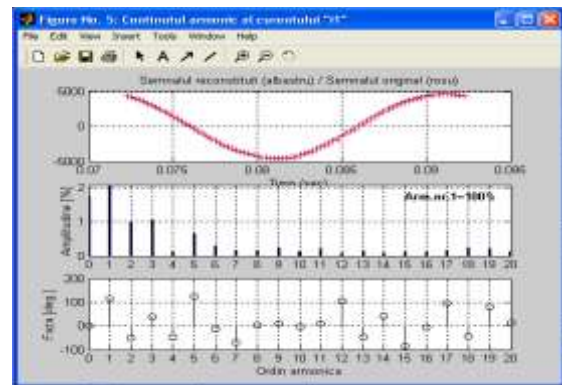 Figure No. 5: Continutul armonic al curentului "i1"
File Edit View Insert Tools Window Help
Semnalul reconstituit (albastru) / Semnalul original (rosu)
5000
0
-5000
0.07 0.075 0.08 0.085 0.09 0.095
Timp (sec)
Amplitudine [%]
2
1
0
Arm.nr.1=100%
0 1 2 3 4 5 6 7 8 9 10 11 12 13 14 15 16 17 18 19 20
Faza [deg]
200
100
0
-100
0 1 2 3 4 5 6 7 8 9 10 11 12 13 14 15 16 17 18 19 20
Ordin armonica